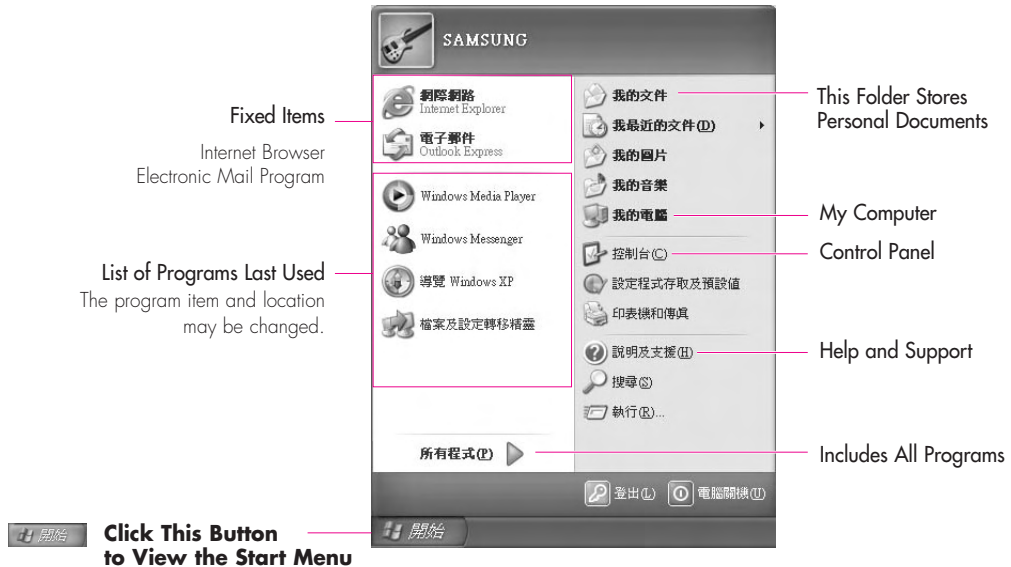 SAMSUNG
Fixed Items
Internet Browser
Electronic Mail Program
網際網路
Internet Explorer
電子郵件
Outlook Express
List of Programs Last Used
The program item and location
may be changed.
Windows Media Player
Windows Messenger
導覽 Windows XP
檔案及設定轉移精靈
所有程式(P)
我的文件
我最近的文件(D)
我的圖片
我的音樂
我的電腦
控制台(C)
設定程式存取及預設值
印表機和傳真
說明及支援(H)
搜尋(S)
執行(R)...
This Folder Stores
Personal Documents
My Computer
Control Panel
Help and Support
Includes All Programs
登出(L)
電腦關機(U)
開始
Click This Button
to View the Start Menu
開始